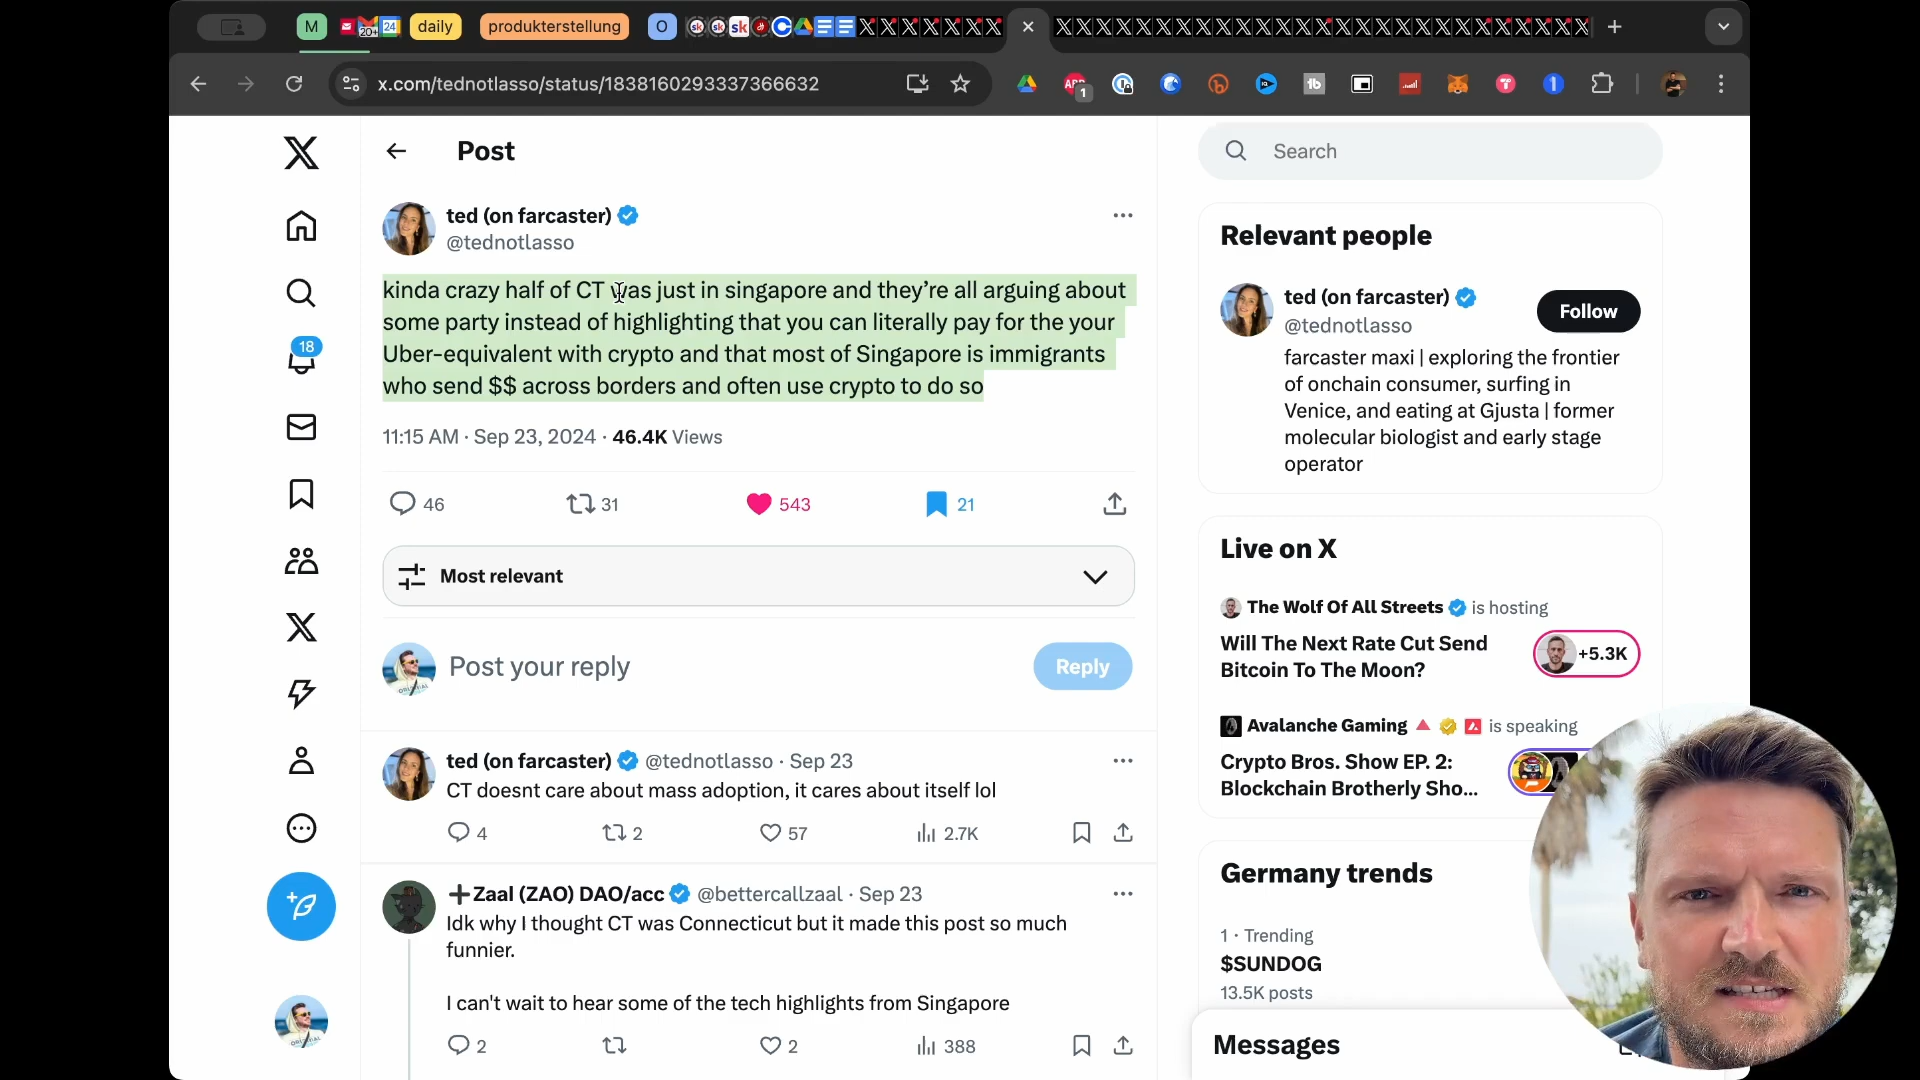 M
20+
24
daily
produkterstellung
O
sk
sk
sk
x.com/tednotlasso/status/1838160293337366632
ABP
1
tb
1
Post
Search
ted (on farcaster)
@tednotlasso
kinda crazy half of CT was just in singapore and they’re all arguing about
some party instead of highlighting that you can literally pay for the your
Uber-equivalent with crypto and that most of Singapore is immigrants
who send $$ across borders and often use crypto to do so
11:15 AM · Sep 23, 2024 · 46.4K Views
46
31
543
21
Most relevant
Post your reply
Reply
ted (on farcaster) @tednotlasso · Sep 23
CT doesnt care about mass adoption, it cares about itself lol
4
2
57
2.7K
Zaal (ZAO) DAO/acc @bettercallzaal · Sep 23
Idk why I thought CT was Connecticut but it made this post so much
funnier.
I can't wait to hear some of the tech highlights from Singapore
2
2
388
18
Relevant people
ted (on farcaster)
@tednotlasso
Follow
farcaster maxi | exploring the frontier
of onchain consumer, surfing in
Venice, and eating at Gjusta | former
molecular biologist and early stage
operator
Live on X
The Wolf Of All Streets is hosting
Will The Next Rate Cut Send
Bitcoin To The Moon?
+5.3K
Avalanche Gaming is speaking
Crypto Bros. Show EP. 2:
Blockchain Brotherly Sho...
Germany trends
1 · Trending
$SUNDOG
13.5K posts
Messages